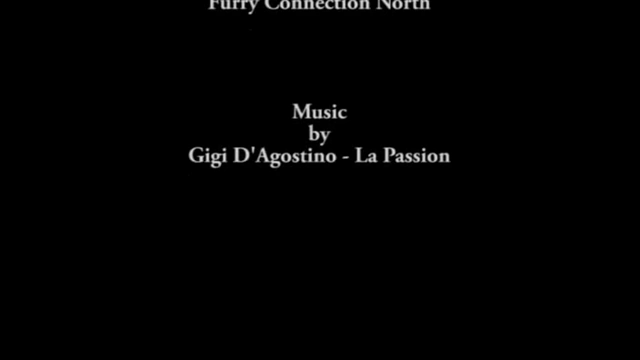 Furry Connection North
Music
by
Gigi D'Agostino - La Passion